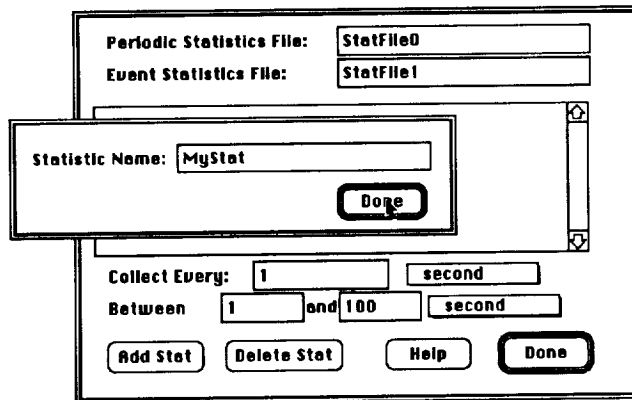 Periodic Statistics File: StatFile0
Event Statistics File: StatFile1
Statistic Name: MyStat
Done
Collect Every: 1 second
Between 1 and 100 second
Add Stat Delete Stat Help Done